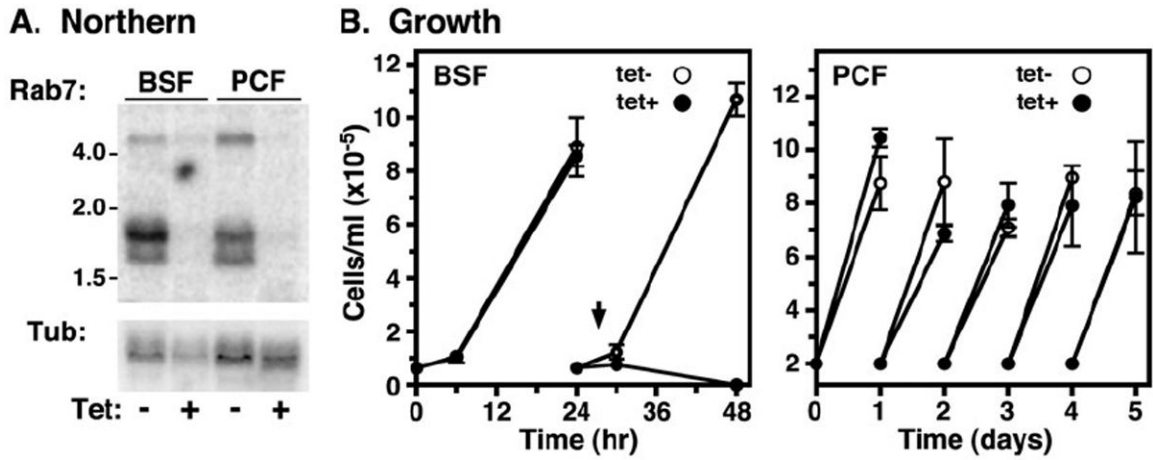 A. Northern
Rab7: BSF PCF
4.0-
2.0-
1.5-
Tub:
Tet: - + - +
B. Growth
Cells/ml (x10-5)
BSF
tet-
tet+
12
10
8
6
4
2
0
0 12 24 36 48
Time (hr)
PCF
tet-
tet+
12
10
8
6
4
2
0 1 2 3 4 5
Time (days)